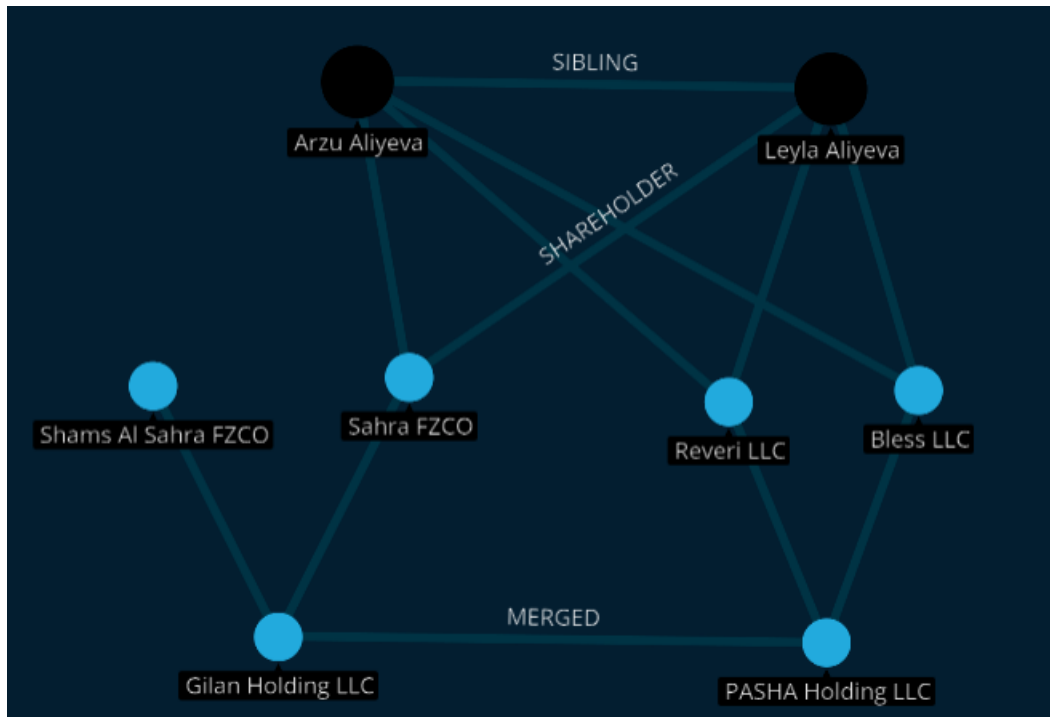 SIBLING
Arzu Aliyeva
Leyla Aliyeva
SHAREHOLDER
Shams Al Sahra FZCO
Sahra FZCO
Reveri LLC
Bless LLC
MERGED
Gilan Holding LLC
PASHA Holding LLC